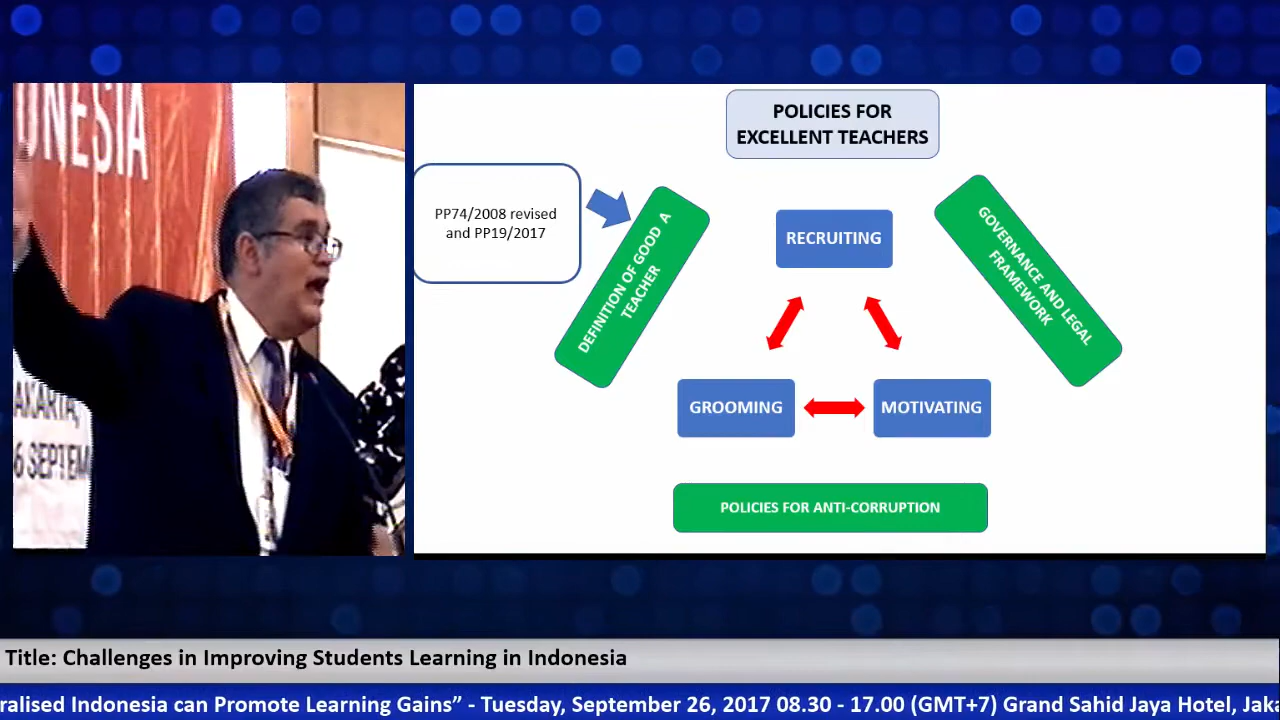 ONESIA
AKARTA,
6 SEPTEM
POLICIES FOR
EXCELLENT TEACHERS
PP74/2008 revised
and PP19/2017
DEFINITION OF GOOD A
TEACHER
RECRUITING
GOVERNANCE AND LEGAL
FRAMEWORK
GROOMING
MOTIVATING
POLICIES FOR ANTI-CORRUPTION
Title: Challenges in Improving Students Learning in Indonesia
ralised Indonesia can Promote Learning Gains” - Tuesday, September 26, 2017 08.30 - 17.00 (GMT+7) Grand Sahid Jaya Hotel, Jaka